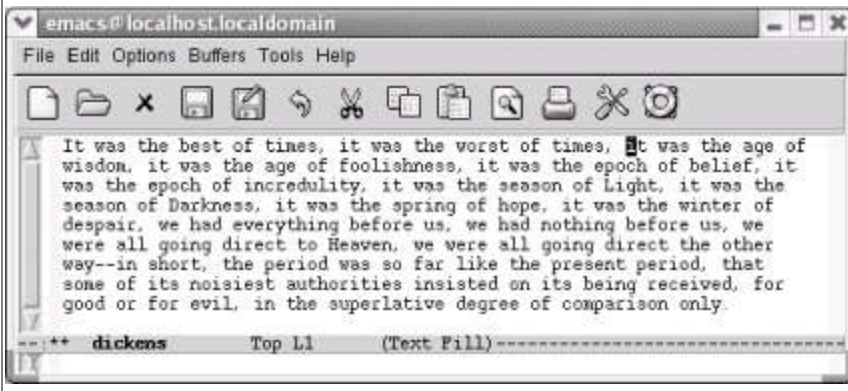 emacs@localhost.localdomain
File Edit Options Buffers Tools Help
It was the best of times, it was the worst of times, it was the age of
wisdom, it was the age of foolishness, it was the epoch of belief, it
was the epoch of incredulity, it was the season of Light, it was the
season of Darkness, it was the spring of hope, it was the winter of
despair, we had everything before us, we had nothing before us, we
were all going direct to Heaven, we were all going direct the other
way--in short, the period was so far like the present period, that
some of its noisiest authorities insisted on its being received, for
good or for evil, in the superlative degree of comparison only.
--:** dickens Top L1 (Text Fill)-----------------------------------